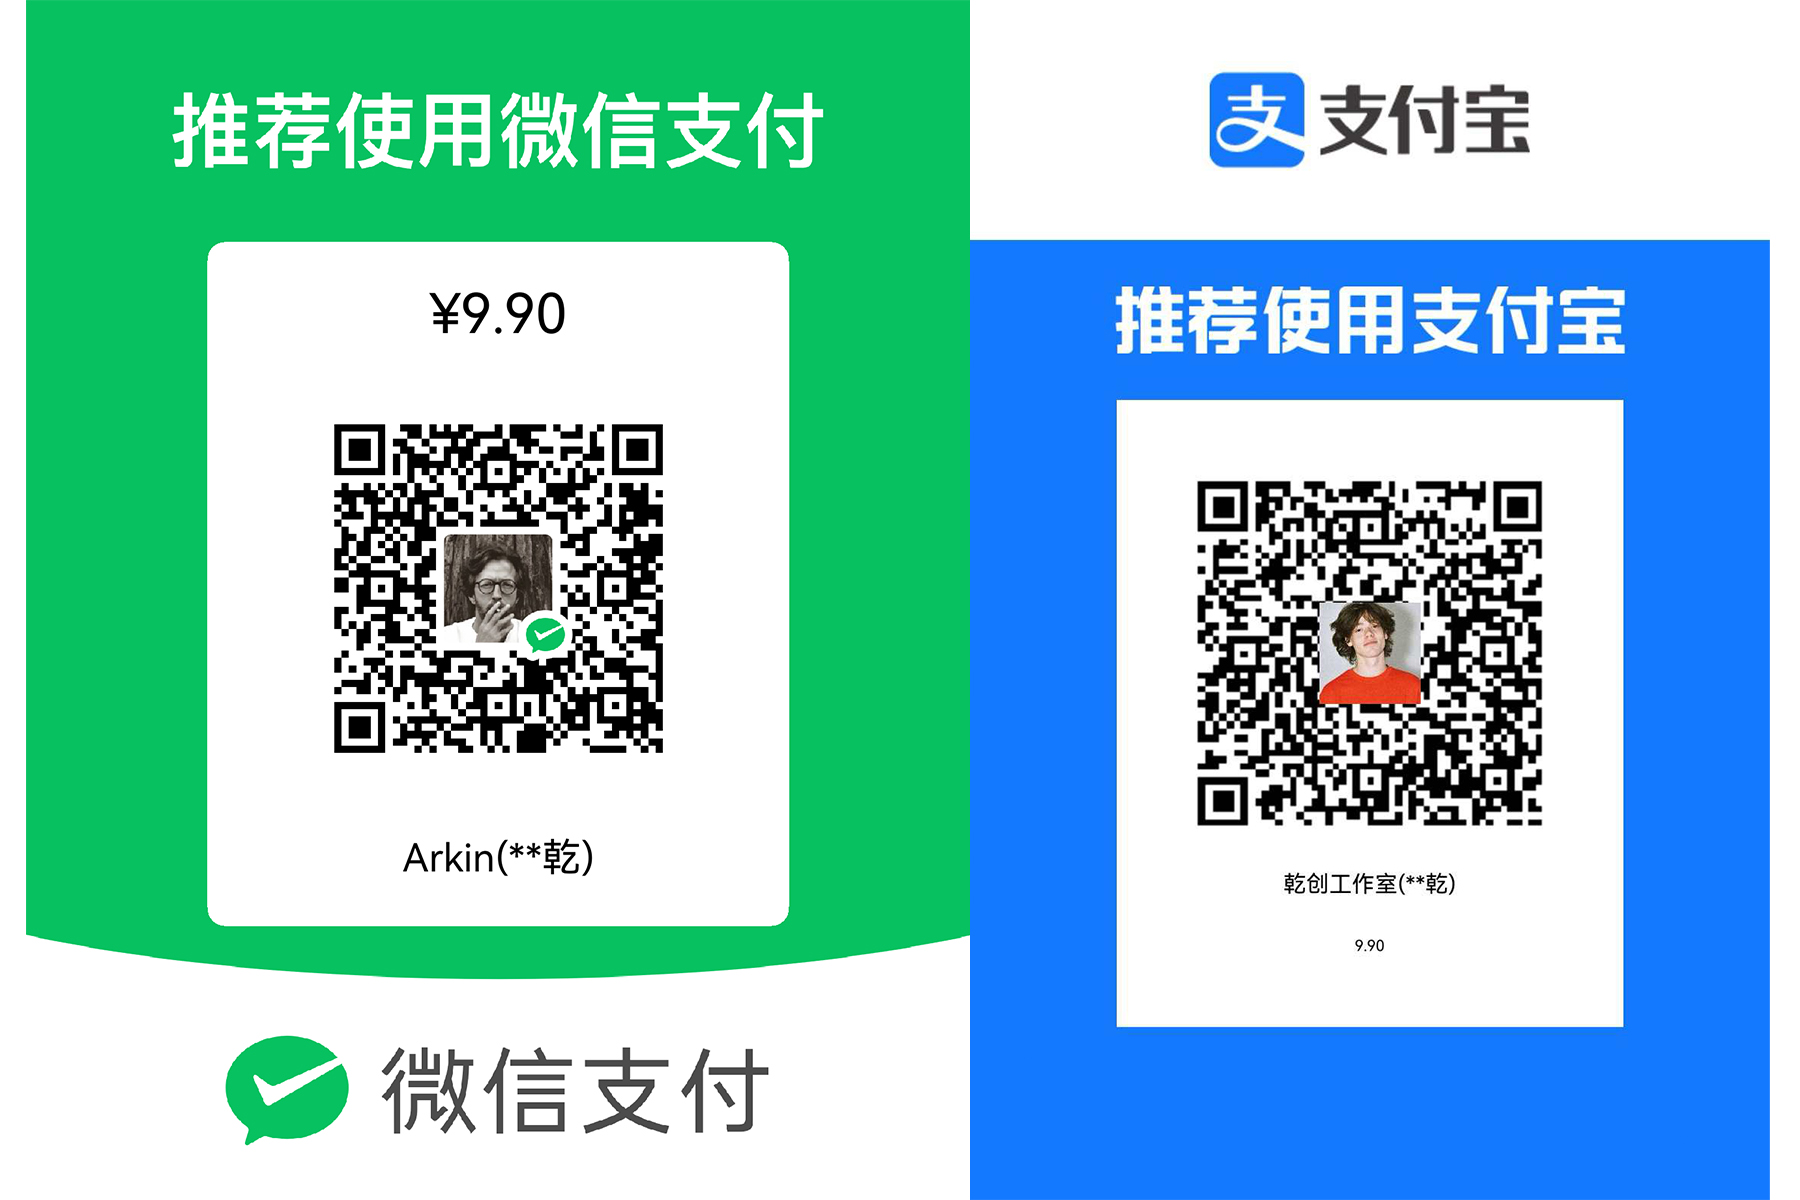 推荐使用微信支付
¥9.90
Arkin(**乾)
微信支付
支 支付宝
推荐使用支付宝
乾创工作室(**乾)
9.90